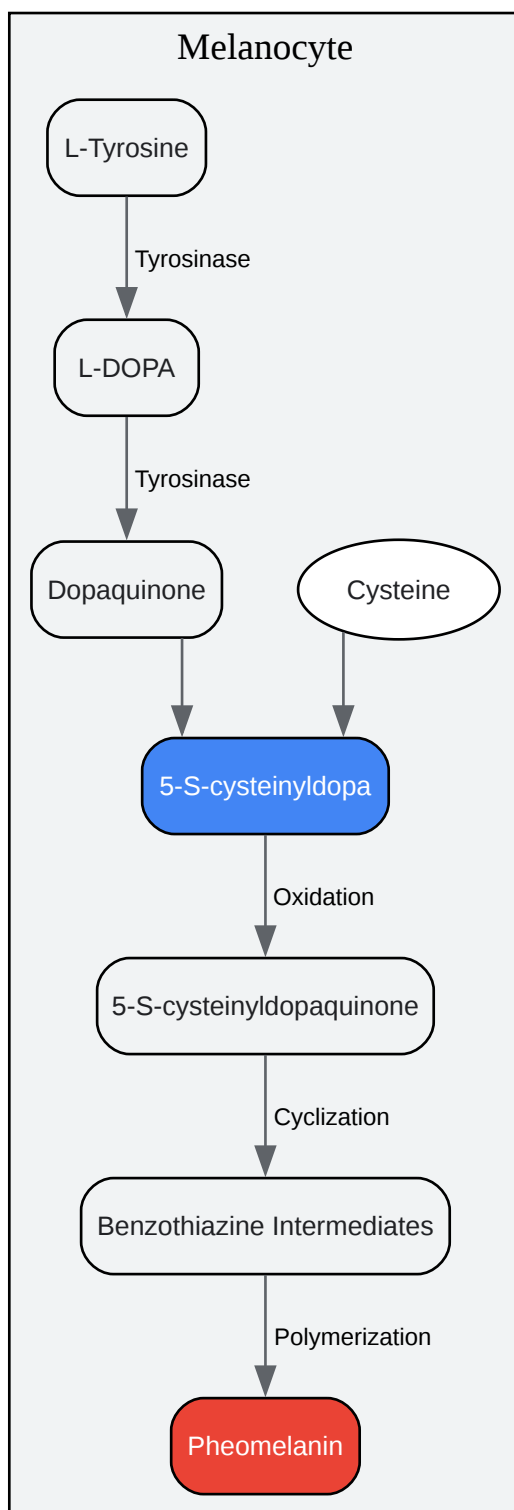 Melanocyte
L-Tyrosine
Tyrosinase
L-DOPA
Tyrosinase
Dopaquinone
Cysteine
5-S-cysteinyldopa
Oxidation
5-S-cysteinyldopaquinone
Cyclization
Benzothiazine Intermediates
Polymerization
Pheomelanin